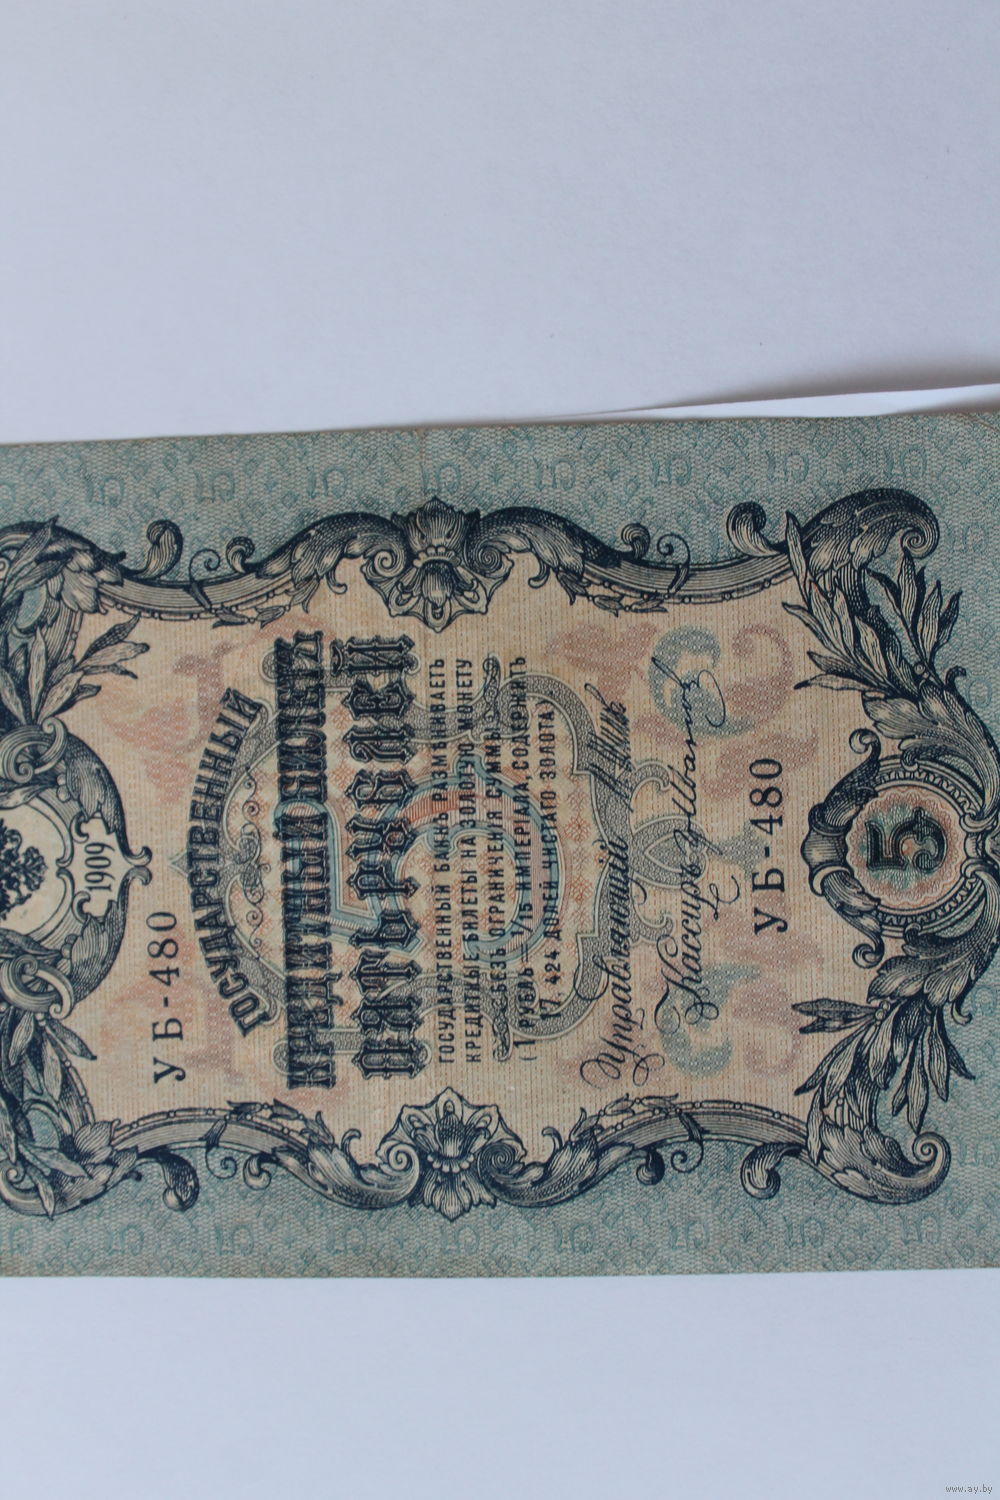 1909
УБ-480
ГОСУДАРСТВЕННЫЙ
КРЕДИТНЫЙ БИЛЕТЪ
ПЯТЬ РУБЛЕЙ
ГОСУДАРСТВЕННЫЙ БАНКЪ РАЗМѢНИВАЕТЪ
КРЕДИТНЫЕ БИЛЕТЫ НА ЗОЛОТУЮ МОНЕТУ
БЕЗЪ ОГРАНИЧЕНІЯ СУММЫ
(1 РУБЛЬ = 1/15 ИМПЕРІАЛА, СОДЕРЖИТЪ
17,424 ДОЛЕЙ ЧИСТАГО ЗОЛОТА)
Управляющій
Кассиръ
УБ-480
5
www.ay.by